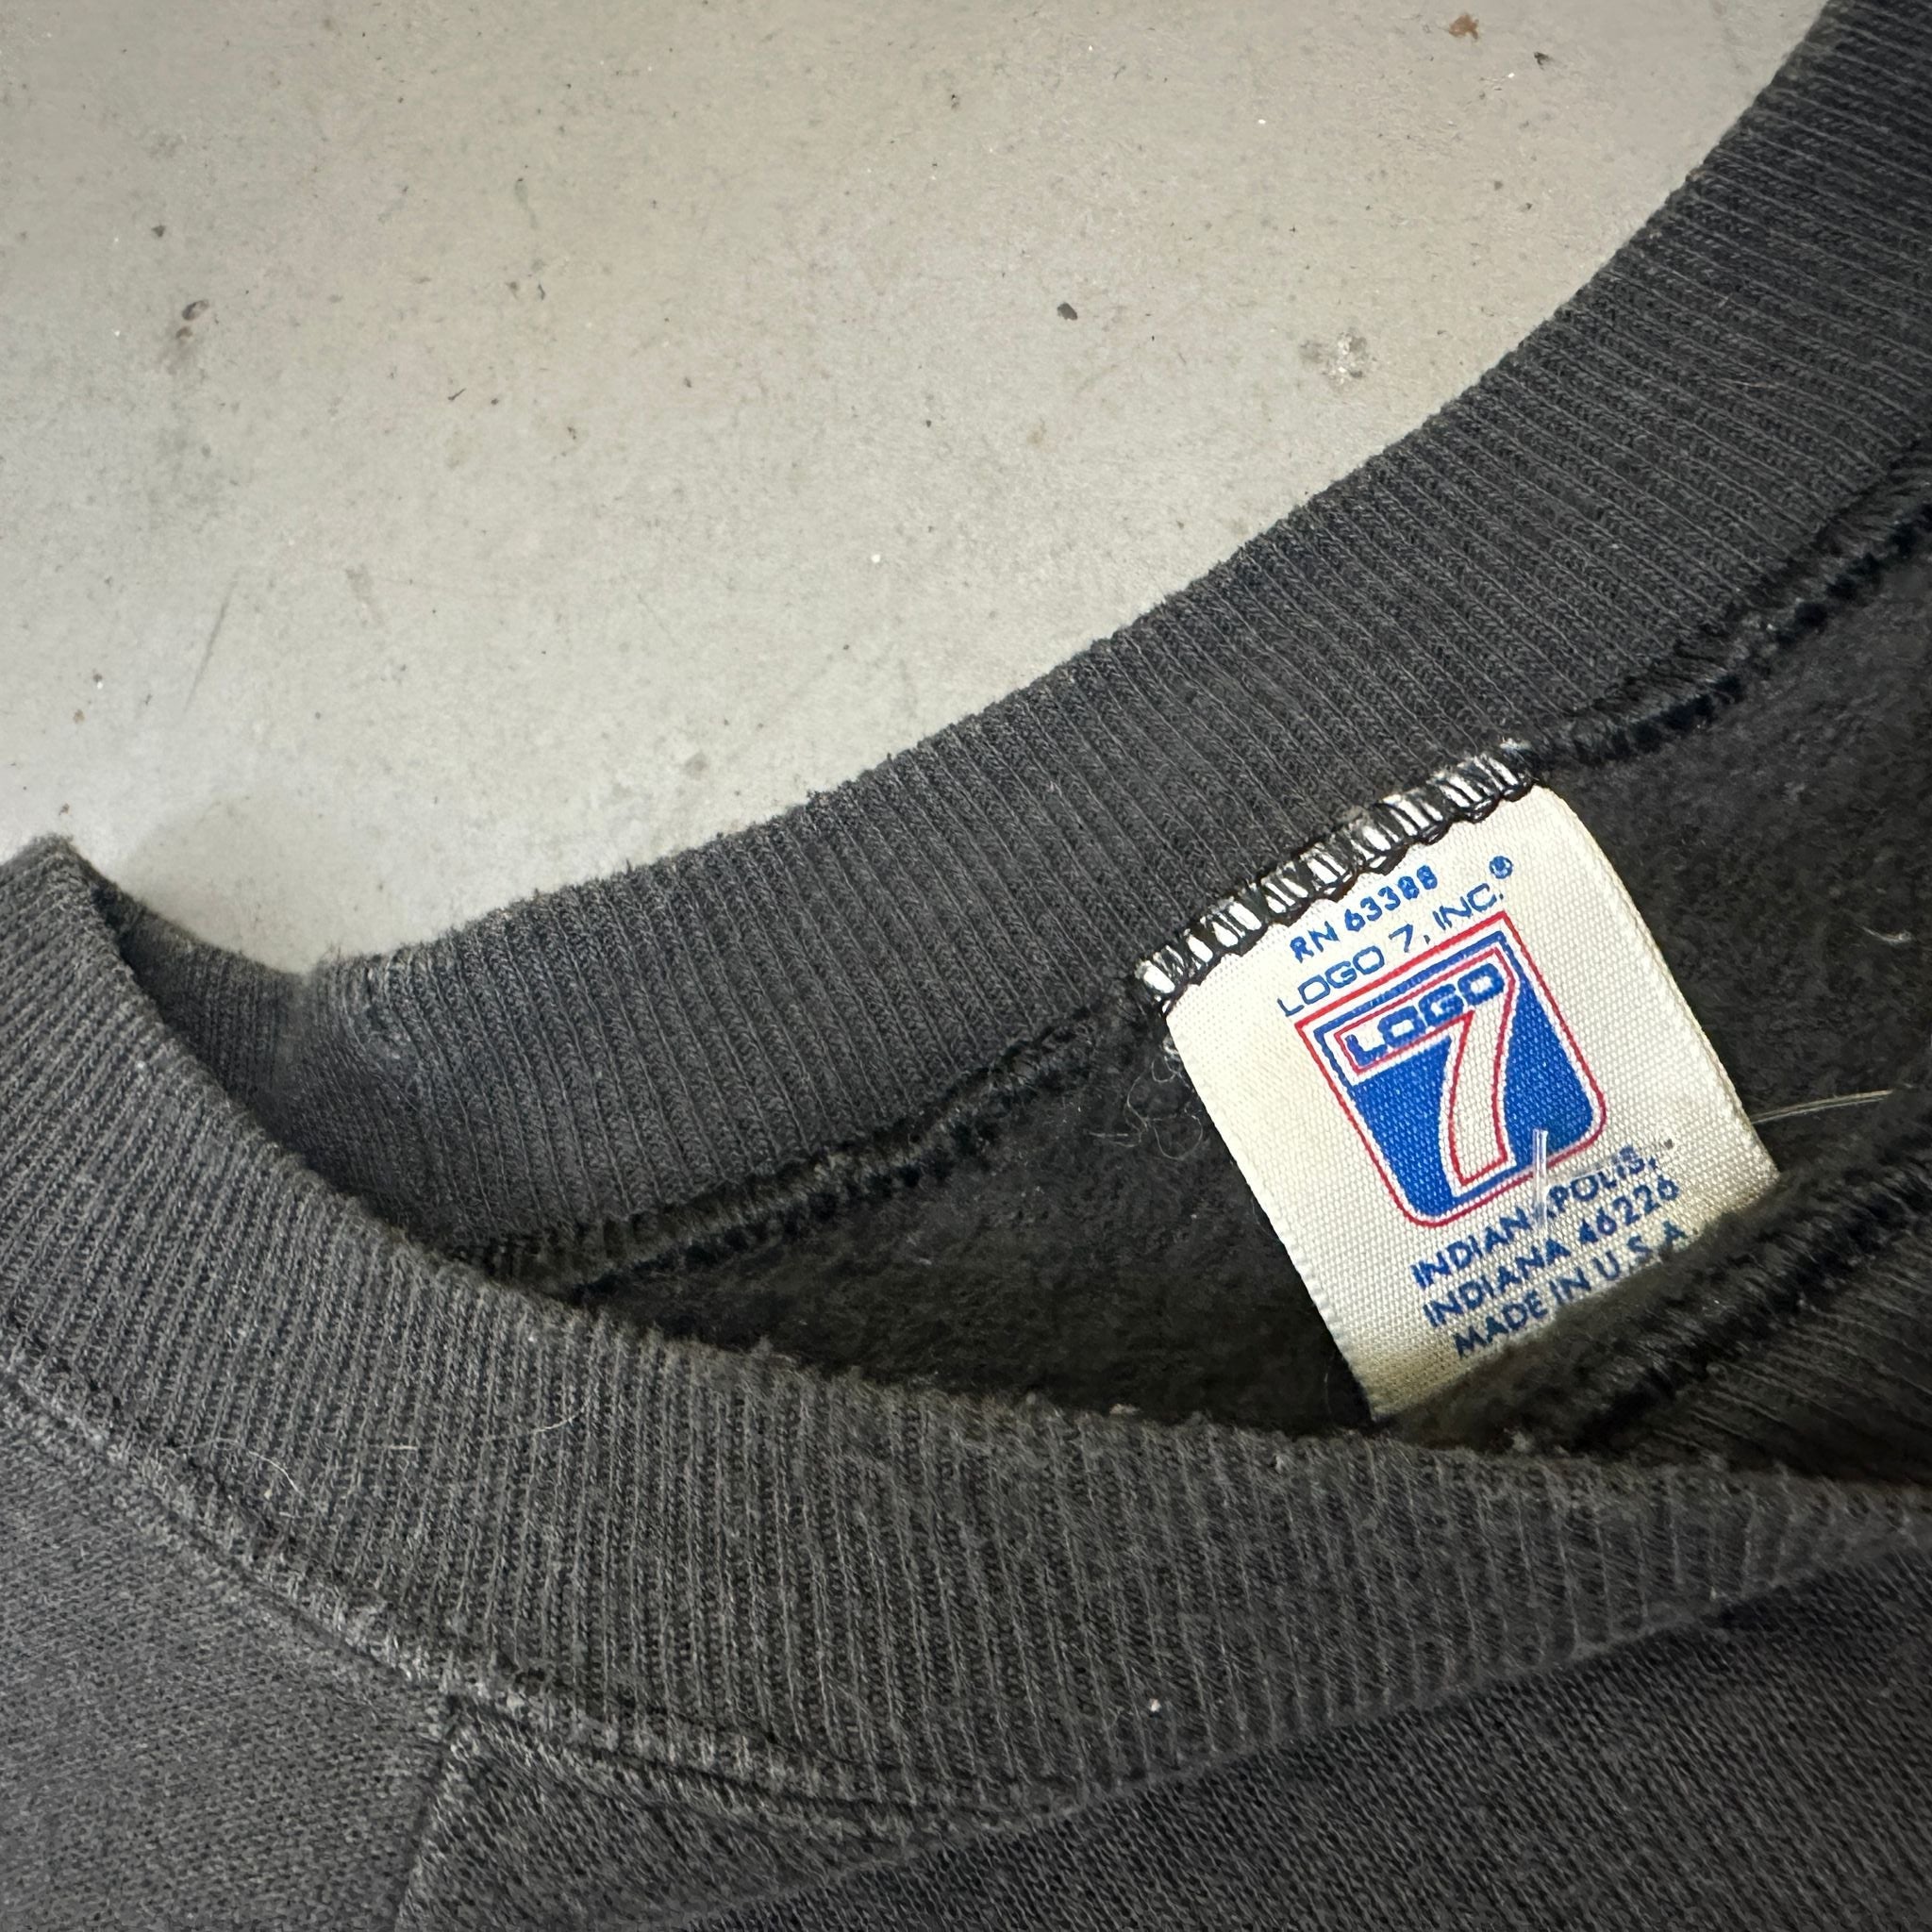 RN 63388
LOGO 7, INC.®
LOGO
7
INDIANAPOLIS,
INDIANA 46226
MADE IN U.S.A.